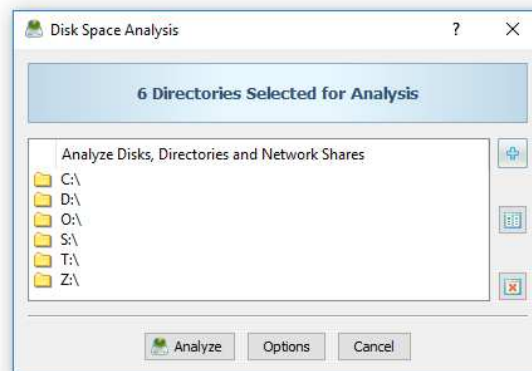 Disk Space Analysis ?
6 Directories Selected for Analysis
Analyze Disks, Directories and Network Shares
C:\
D:\
O:\
S:\
T:\
Z:\
Analyze Options Cancel